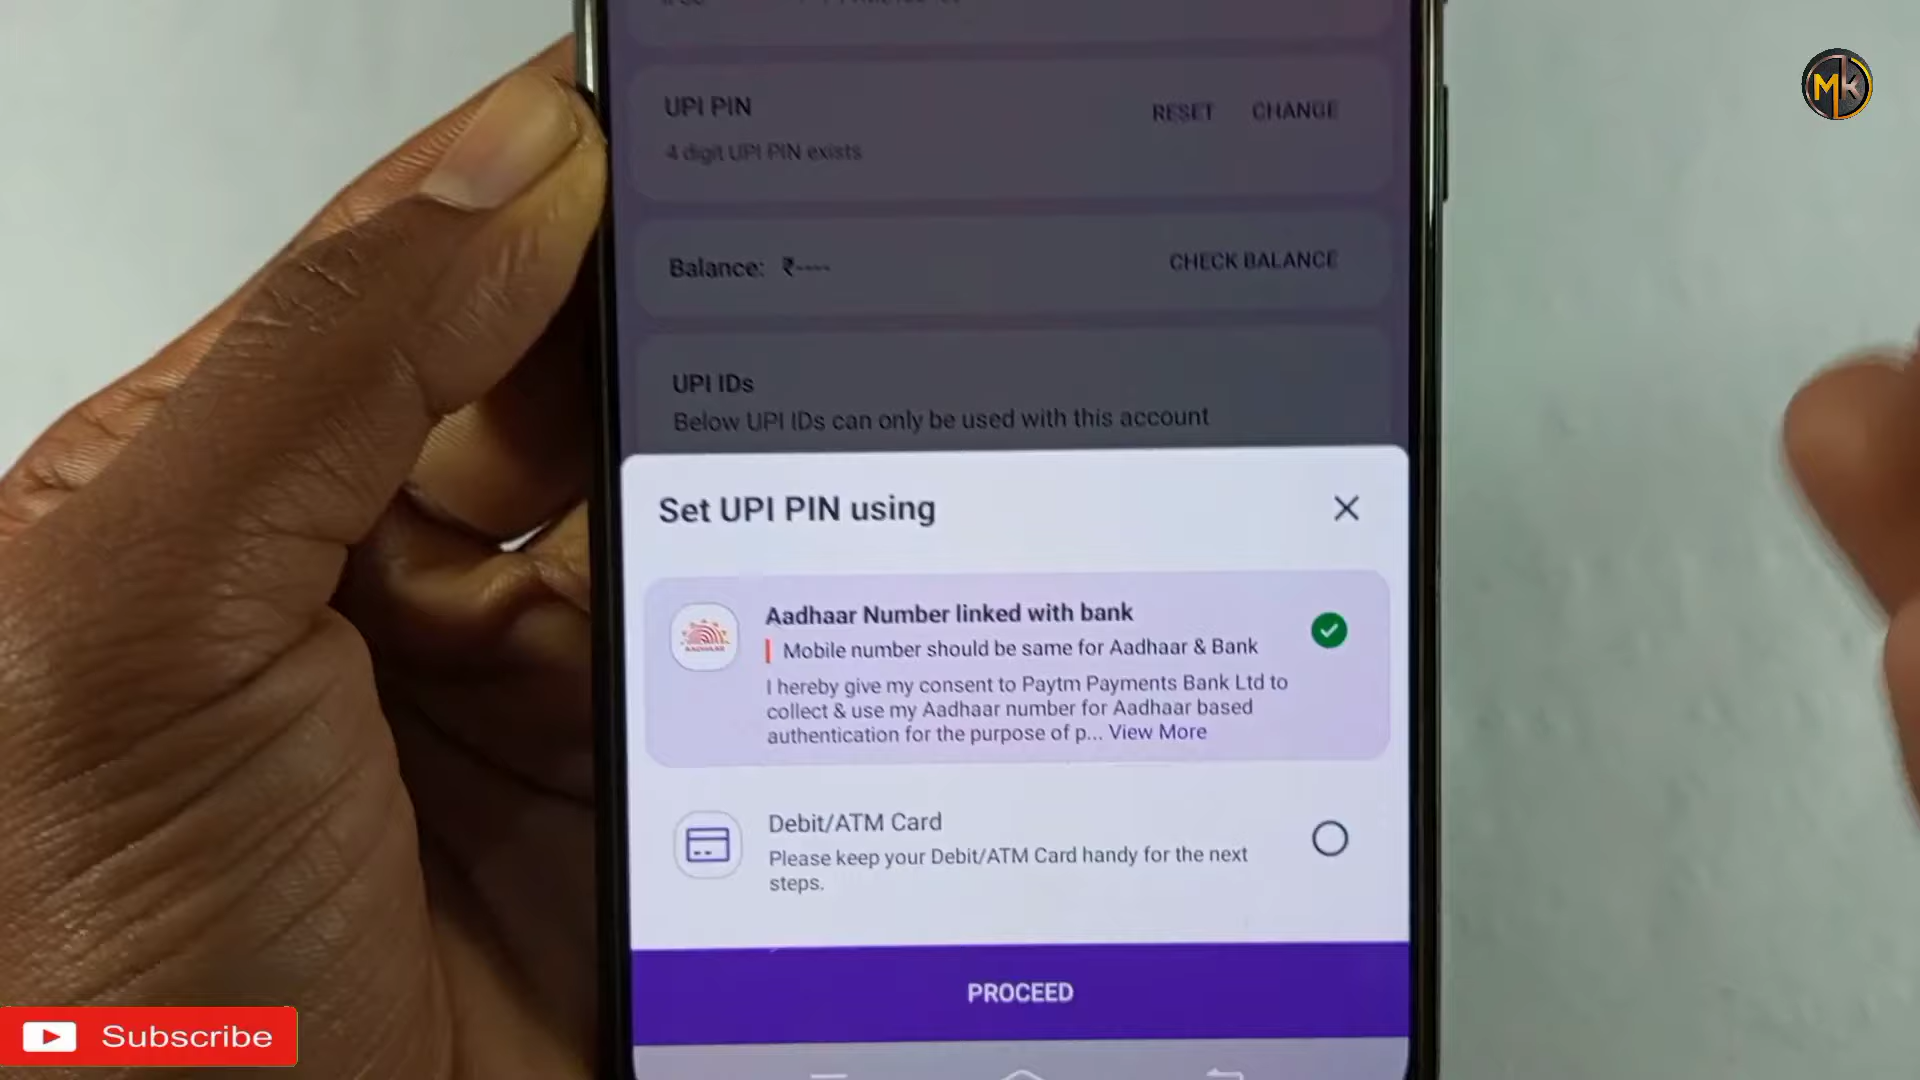 UPI PIN
RESET CHANGE
4 digit UPI PIN exists
Balance: ₹----
CHECK BALANCE
UPI IDs
Below UPI IDs can only be used with this account
Set UPI PIN using
Aadhaar Number linked with bank
Mobile number should be same for Aadhaar & Bank
I hereby give my consent to Paytm Payments Bank Ltd to
collect & use my Aadhaar number for Aadhaar based
authentication for the purpose of p... View More
AADHAAR
Debit/ATM Card
Please keep your Debit/ATM Card handy for the next
steps.
PROCEED
Subscribe
Mk